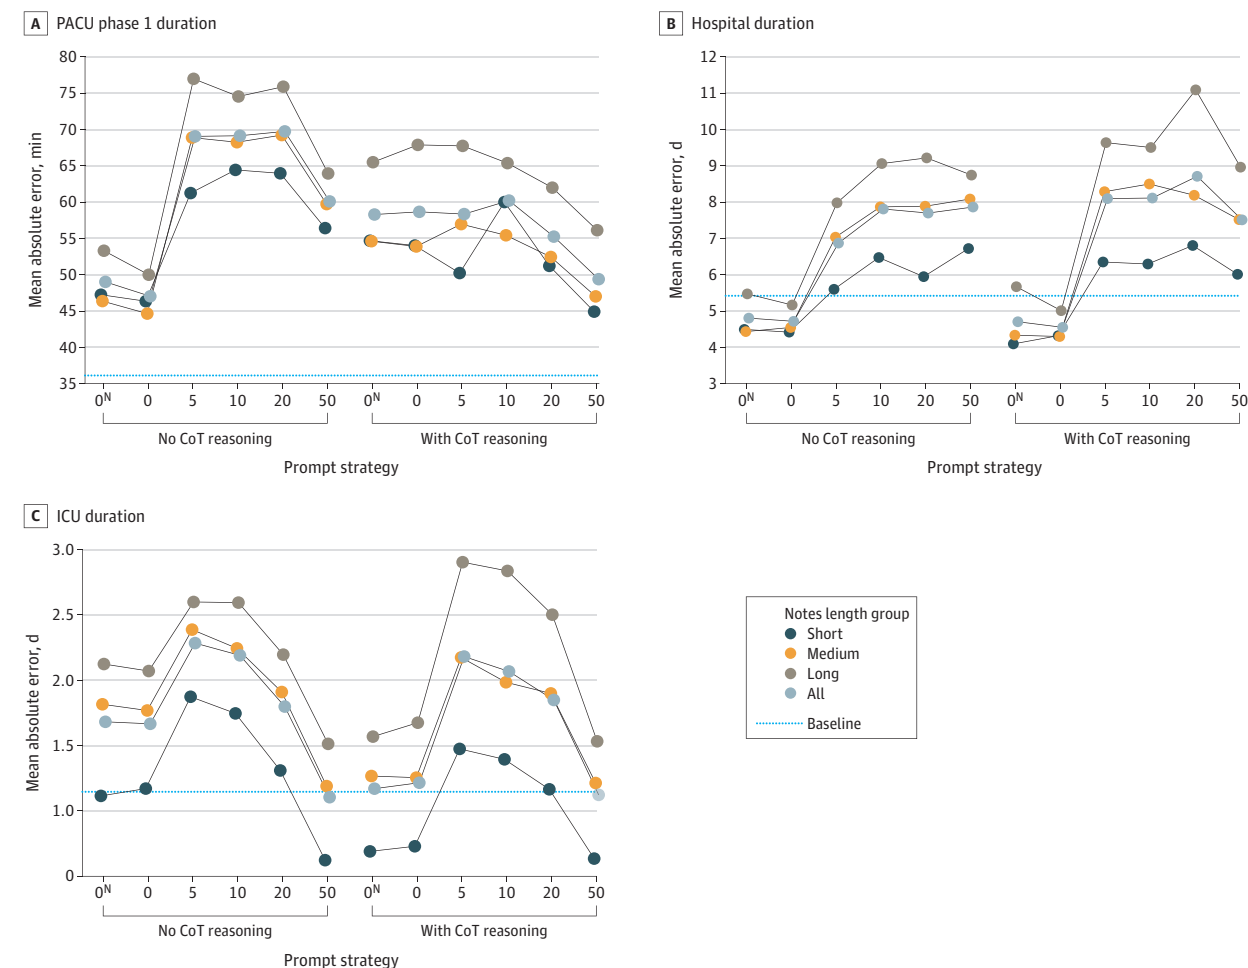 A PACU phase 1 duration
80
75
70
65
60
55
50
45
40
35
Mean absolute error, min
0N 0 5 10 20 50 0N 0 5 10 20 50
No CoT reasoning With CoT reasoning
Prompt strategy
B Hospital duration
12
11
10
9
8
7
6
5
4
3
Mean absolute error, d
0N 0 5 10 20 50 0N 0 5 10 20 50
No CoT reasoning With CoT reasoning
Prompt strategy
C ICU duration
3.0
2.5
2.0
1.5
1.0
0
Mean absolute error, d
0N 0 5 10 20 50 0N 0 5 10 20 50
No CoT reasoning With CoT reasoning
Prompt strategy
Notes length group
Short
Medium
Long
All
Baseline